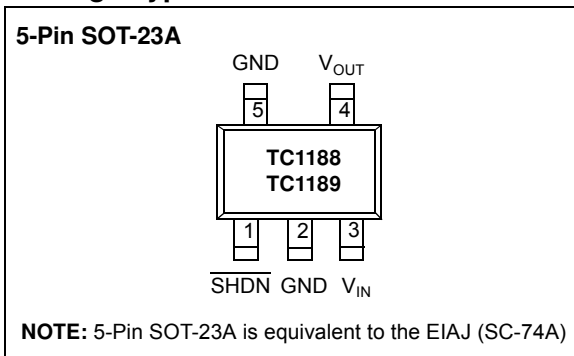 5-Pin SOT-23A
GND VOUT
5 4
TC1188
TC1189
1 2 3
SHDN GND VIN
NOTE: 5-Pin SOT-23A is equivalent to the EIAJ (SC-74A)